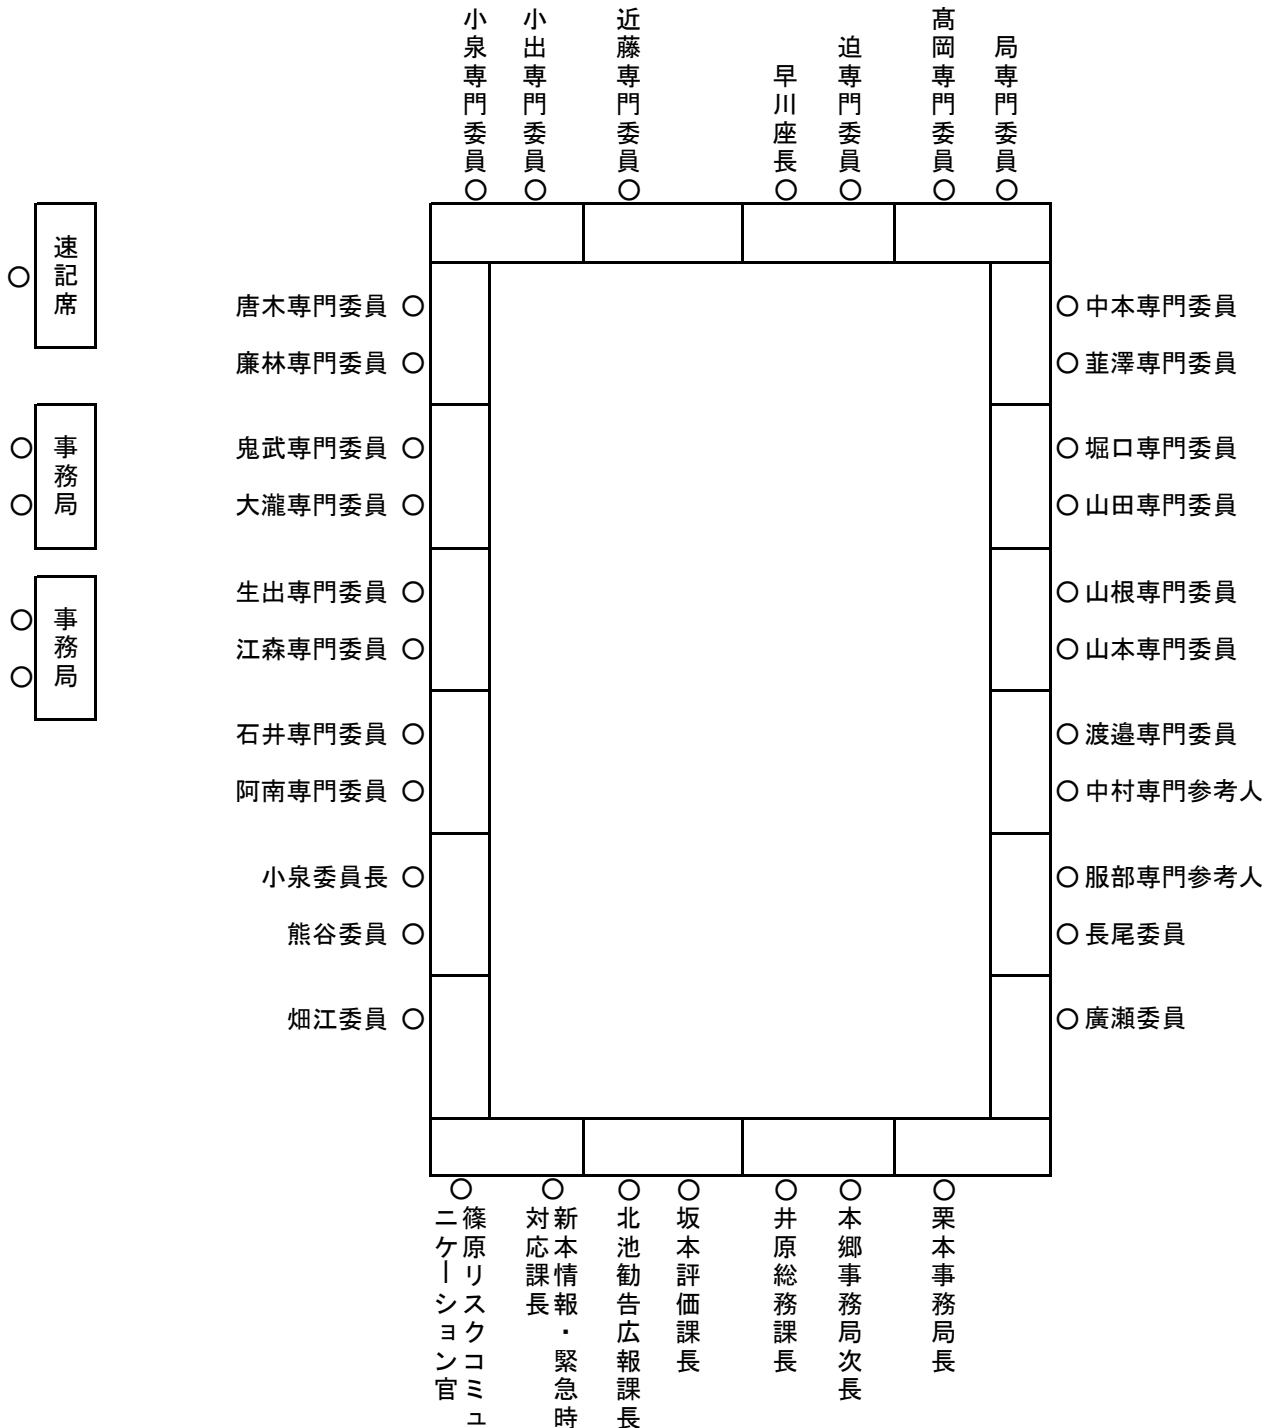 小泉専門委員
小出専門委員
近藤専門委員
早川座長
迫専門委員
髙岡専門委員
局専門委員
速記席
事務局
事務局
唐木専門委員
廉林専門委員
鬼武専門委員
大瀧専門委員
生出専門委員
江森専門委員
石井専門委員
阿南専門委員
小泉委員長
熊谷委員
畑江委員
中本専門委員
韮澤専門委員
堀口専門委員
山田専門委員
山根専門委員
山本専門委員
渡邉専門委員
中村専門参考人
服部専門参考人
長尾委員
廣瀬委員
篠原リスクコミュ
ニケーション官
新本情報・緊急時
対応課長
北池勧告広報課長
坂本評価課長
井原総務課長
本郷事務局次長
栗本事務局長